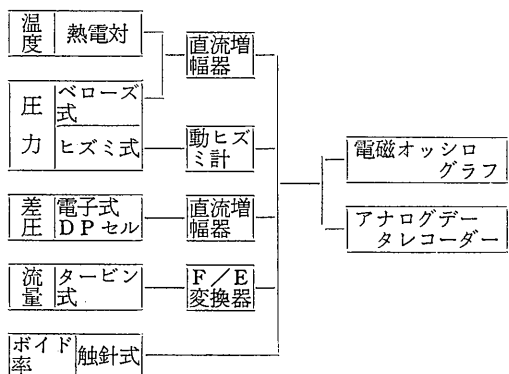 温度
熱電対
直流増幅器
圧力
ベローズ式
ヒズミ式
動ヒズミ計
差圧
電子式
DPセル
直流増幅器
流量
タービン式
F/E
変換器
ボイド率
触針式
電磁オッシロ
グラフ
アナログデー
タレコーダー